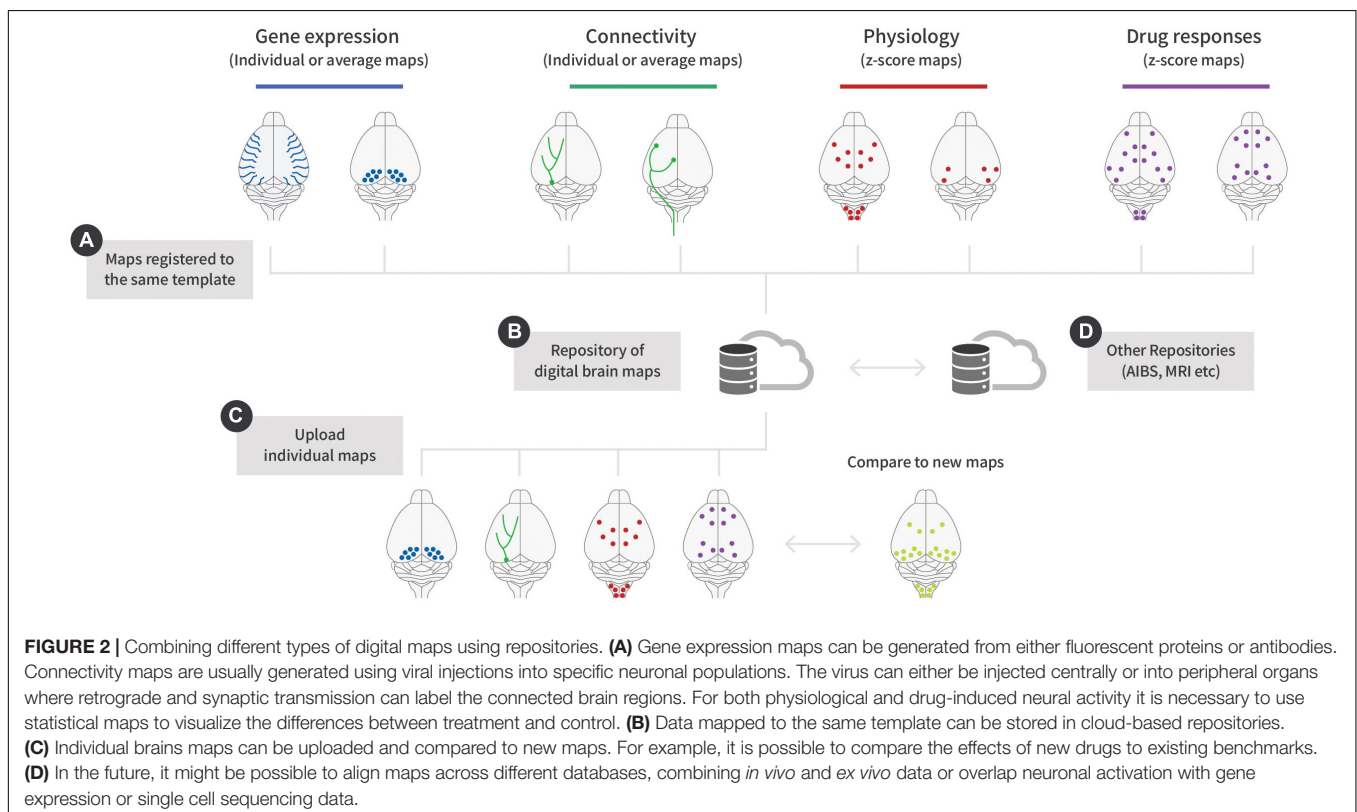 Gene expression
(Individual or average maps)
Connectivity
(Individual or average maps)
Physiology
(z-score maps)
Drug responses
(z-score maps)
A
Maps registered to
the same template
B
Repository of
digital brain maps
D
Other Repositories
(AIBS, MRI etc)
C
Upload
individual maps
Compare to new maps
FIGURE 2 | Combining different types of digital maps using repositories. (A) Gene expression maps can be generated from either fluorescent proteins or antibodies.
Connectivity maps are usually generated using viral injections into specific neuronal populations. The virus can either be injected centrally or into peripheral organs
where retrograde and synaptic transmission can label the connected brain regions. For both physiological and drug-induced neural activity it is necessary to use
statistical maps to visualize the differences between treatment and control. (B) Data mapped to the same template can be stored in cloud-based repositories.
(C) Individual brains maps can be uploaded and compared to new maps. For example, it is possible to compare the effects of new drugs to existing benchmarks.
(D) In the future, it might be possible to align maps across different databases, combining in vivo and ex vivo data or overlap neuronal activation with gene
expression or single cell sequencing data.